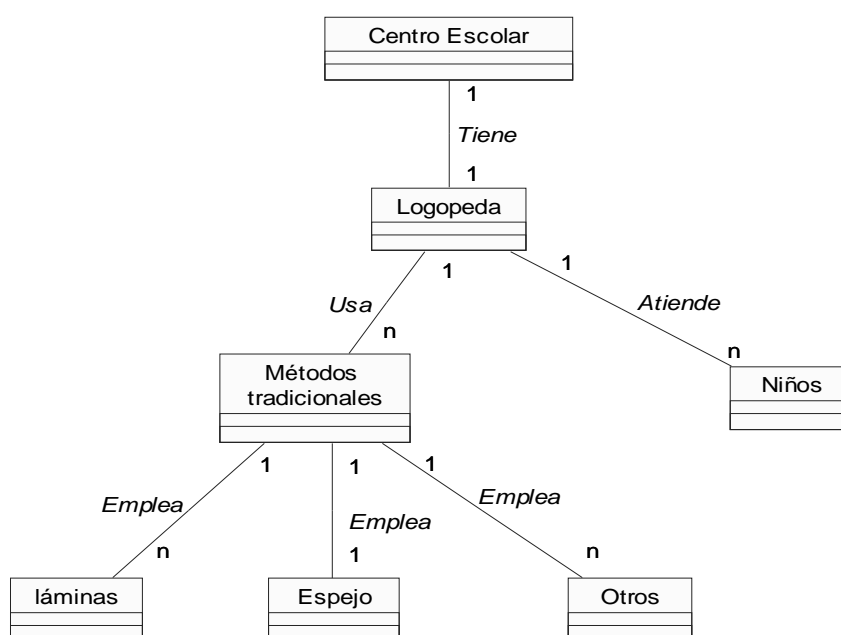 Centro Escolar
1
Tiene
1
Logopeda
1
1
Usa
Atiende
n
n
Métodos
tradicionales
Niños
1
1
1
Emplea
Emplea
Emplea
n
1
n
láminas
Espejo
Otros